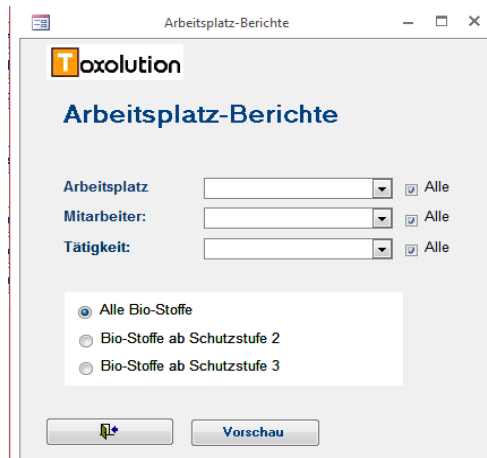 Arbeitsplatz-Berichte
Toxolution
Arbeitsplatz-Berichte
Arbeitsplatz Alle
Mitarbeiter: Alle
Tätigkeit: Alle
Alle Bio-Stoffe
Bio-Stoffe ab Schutzstufe 2
Bio-Stoffe ab Schutzstufe 3
Vorschau